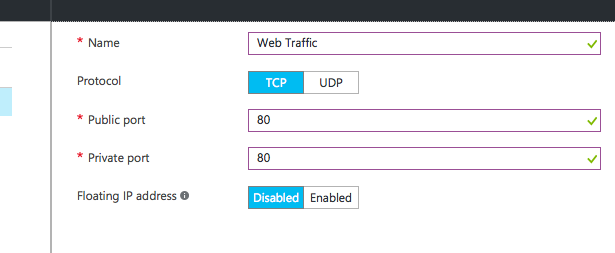 * Name Web Traffic
Protocol TCP UDP
* Public port 80
* Private port 80
Floating IP address Disabled Enabled